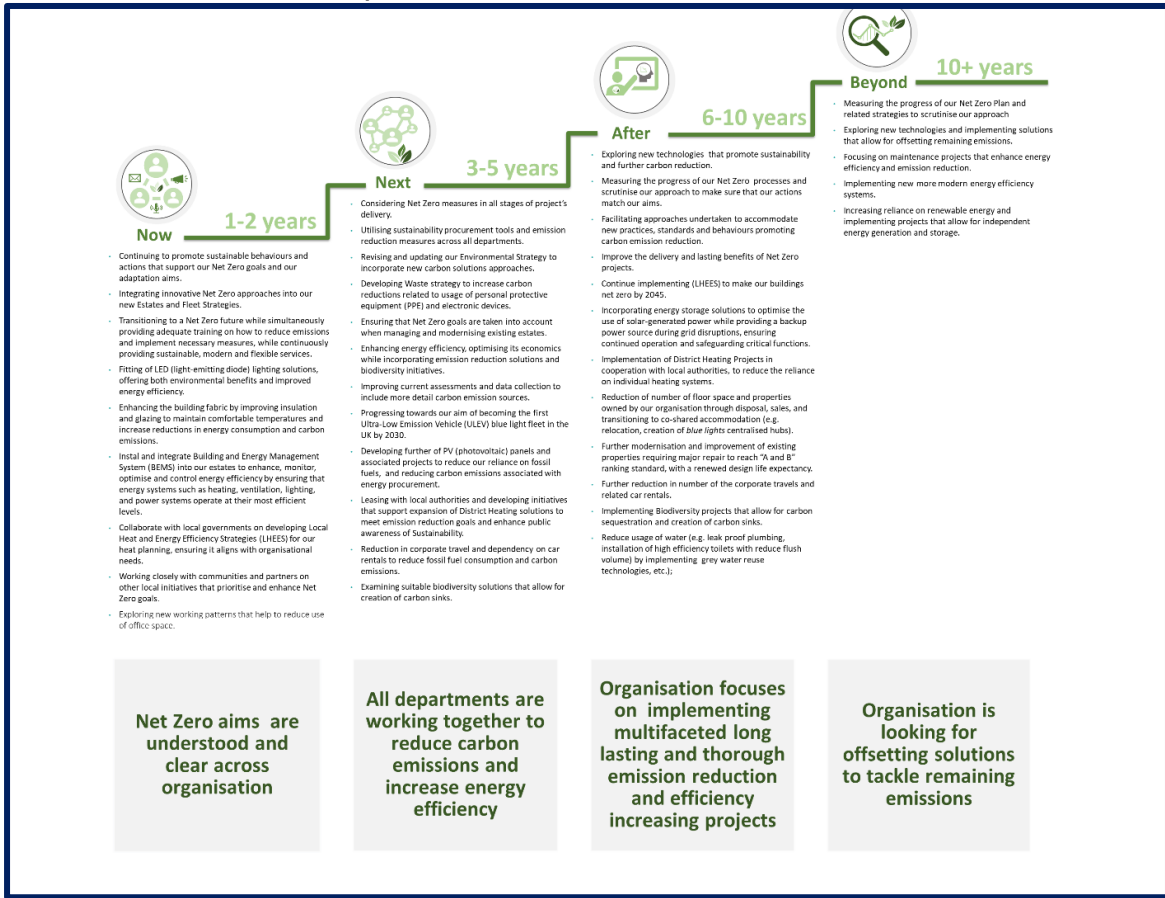 Now
1-2 years
· Continuing to promote sustainable behaviours and
actions that support our Net Zero goals and our
adaptation aims.
· Integrating innovative Net Zero approaches into our
new Estates and Fleet Strategies.
· Transitioning to a Net Zero future while simultaneously
providing adequate training on how to reduce emissions
and implement necessary measures, while continuously
providing sustainable, modern and flexible services.
· Fitting of LED (light-emitting diode) lighting solutions,
offering both environmental benefits and improved
energy efficiency.
· Enhancing the building fabric by improving insulation
and glazing to maintain comfortable temperatures and
increase reductions in energy consumption and carbon
emissions.
· Instal and integrate Building and Energy Management
System (BEMS) into our estates to enhance, monitor,
optimise and control energy efficiency by ensuring that
energy systems such as heating, ventilation, lighting,
and power systems operate at their most efficient
levels.
· Collaborate with local governments on developing Local
Heat and Energy Efficiency Strategies (LHEES) for our
heat planning, ensuring it aligns with organisational
needs.
· Working closely with communities and partners on
other local initiatives that prioritise and enhance Net
Zero goals.
· Exploring new working patterns that help to reduce use
of office space.
Next
3-5 years
· Considering Net Zero measures in all stages of project's
delivery.
· Utilising sustainability procurement tools and emission
reduction measures across all departments.
· Revising and updating our Environmental Strategy to
incorporate new carbon solutions approaches.
· Developing Waste strategy to increase carbon
reductions related to usage of personal protective
equipment (PPE) and electronic devices.
· Ensuring that Net Zero goals are taken into account
when managing and modernising existing estates.
· Enhancing energy efficiency, optimising its economics
while incorporating emission reduction solutions and
biodiversity initiatives.
· Improving current assessments and data collection to
include more detail carbon emission sources.
· Progressing towards our aim of becoming the first
Ultra-Low Emission Vehicle (ULEV) blue light fleet in the
UK by 2030.
· Developing further of PV (photovoltaic) panels and
associated projects to reduce our reliance on fossil
fuels, and reducing carbon emissions associated with
energy procurement.
· Leasing with local authorities and developing initiatives
that support expansion of District Heating solutions to
meet emission reduction goals and enhance public
awareness of Sustainability.
· Reduction in corporate travel and dependency on car
rentals to reduce fossil fuel consumption and carbon
emissions.
· Examining suitable biodiversity solutions that allow for
creation of carbon sinks.
After
6-10 years
· Exploring new technologies that promote sustainability
and further carbon reduction.
· Measuring the progress of our Net Zero processes and
scrutinise our approach to make sure that our actions
match our aims.
· Facilitating approaches undertaken to accommodate
new practices, standards and behaviours promoting
carbon emission reduction.
· Improve the delivery and lasting benefits of Net Zero
projects.
· Continue implementing (LHEES) to make our buildings
net zero by 2045.
· Incorporating energy storage solutions to optimise the
use of solar-generated power while providing a backup
power source during grid disruptions, ensuring
continued operation and safeguarding critical functions.
· Implementation of District Heating Projects in
cooperation with local authorities, to reduce the reliance
on individual heating systems.
· Reduction of number of floor space and properties
owned by our organisation through disposal, sales, and
transitioning to co-shared accommodation (e.g.
relocation, creation of blue lights centralised hubs).
· Further modernisation and improvement of existing
properties requiring major repair to reach "A and B"
ranking standard, with a renewed design life expectancy.
· Further reduction in number of the corporate travels and
related car rentals.
· Implementing Biodiversity projects that allow for carbon
sequestration and creation of carbon sinks.
· Reduce usage of water (e.g. leak proof plumbing,
installation of high efficiency toilets with reduce flush
volume) by implementing grey water reuse
technologies, etc.);
Beyond
10+ years
· Measuring the progress of our Net Zero Plan and
related strategies to scrutinise our approach
· Exploring new technologies and implementing solutions
that allow for offsetting remaining emissions.
· Focusing on maintenance projects that enhance energy
efficiency and emission reduction.
· Implementing new more modern energy efficiency
systems.
· Increasing reliance on renewable energy and
implementing projects that allow for independent
energy generation and storage.
Net Zero aims are
understood and
clear across
organisation
All departments are
working together to
reduce carbon
emissions and
increase energy
efficiency
Organisation focuses
on implementing
multifaceted long
lasting and thorough
emission reduction
and efficiency
increasing projects
Organisation is
looking for
offsetting solutions
to tackle remaining
emissions